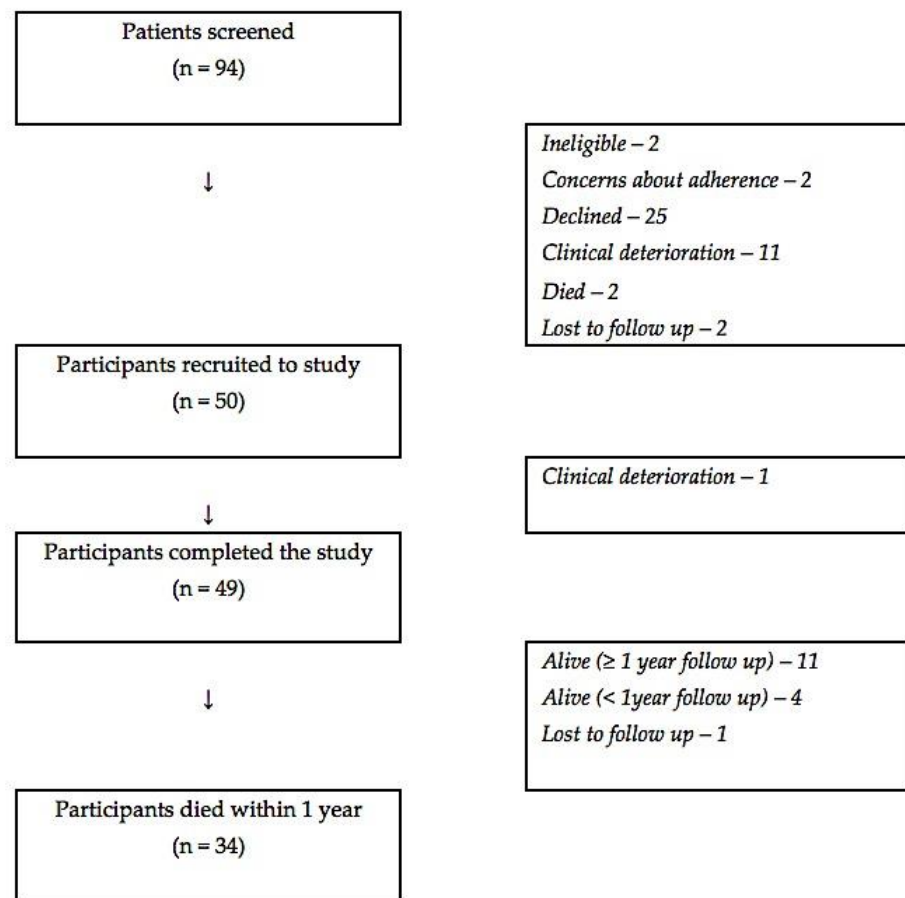 Patients screened
(n = 94)
↓
Ineligible – 2
Concerns about adherence – 2
Declined – 25
Clinical deterioration – 11
Died – 2
Lost to follow up – 2
Participants recruited to study
(n = 50)
↓
Clinical deterioration – 1
Participants completed the study
(n = 49)
↓
Alive (≥ 1 year follow up) – 11
Alive (< 1year follow up) – 4
Lost to follow up – 1
Participants died within 1 year
(n = 34)